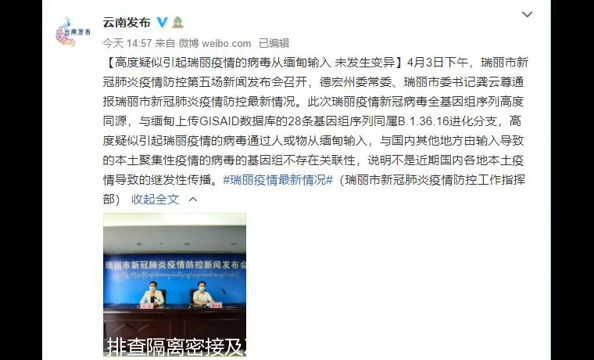 云南发布
今天 14:57 来自 微博 weibo.com 已编辑
【高度疑似引起瑞丽疫情的病毒从缅甸输入 未发生变异】4月3日下午，瑞丽市新
冠肺炎疫情防控第五场新闻发布会召开，德宏州委常委、瑞丽市委书记龚云尊通
报瑞丽市新冠肺炎疫情防控最新情况。此次瑞丽疫情新冠病毒全基因组序列高度
同源，与缅甸上传GISAID数据库的28条基因组序列同属B.1.36.16进化分支，高
度疑似引起瑞丽疫情的病毒通过人或物从缅甸输入，与国内其他地方由输入导致
的本土聚集性疫情的病毒的基因组不存在关联性，说明不是近期国内各地本土疫
情导致的继发性传播。#瑞丽疫情最新情况#（瑞丽市新冠肺炎疫情防控工作指挥
部） 收起全文
瑞丽市新冠肺炎疫情防控新闻发布会
排查隔离密接及